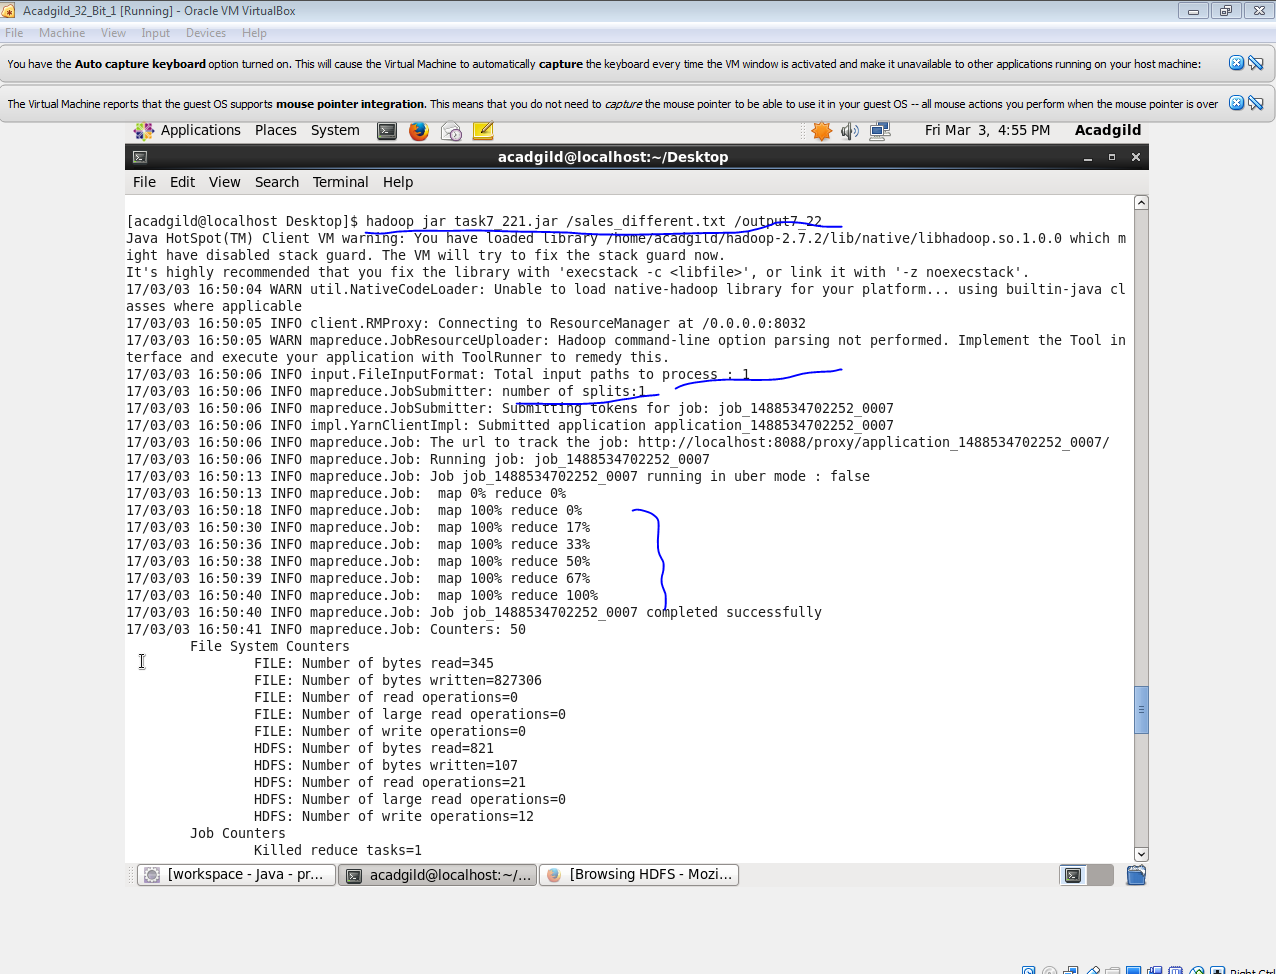 Acadgild_32_Bit_1 [Running] - Oracle VM VirtualBox
File Machine View Input Devices Help
You have the Auto capture keyboard option turned on. This will cause the Virtual Machine to automatically capture the keyboard every time the VM window is activated and make it unavailable to other applications running on your host machine:
The Virtual Machine reports that the guest OS supports mouse pointer integration. This means that you do not need to capture the mouse pointer to be able to use it in your guest OS -- all mouse actions you perform when the mouse pointer is over
Applications Places System Fri Mar 3, 4:55 PM Acadgild
acadgild@localhost:~/Desktop
File Edit View Search Terminal Help
[acadgild@localhost Desktop]$ hadoop jar task7_221.jar /sales_different.txt /output7_22
Java HotSpot(TM) Client VM warning: You have loaded library /home/acadgild/hadoop-2.7.2/lib/native/libhadoop.so.1.0.0 which m
ight have disabled stack guard. The VM will try to fix the stack guard now.
It's highly recommended that you fix the library with 'execstack -c <libfile>', or link it with '-z noexecstack'.
17/03/03 16:50:04 WARN util.NativeCodeLoader: Unable to load native-hadoop library for your platform... using builtin-java cl
asses where applicable
17/03/03 16:50:05 INFO client.RMProxy: Connecting to ResourceManager at /0.0.0.0:8032
17/03/03 16:50:05 WARN mapreduce.JobResourceUploader: Hadoop command-line option parsing not performed. Implement the Tool in
terface and execute your application with ToolRunner to remedy this.
17/03/03 16:50:06 INFO input.FileInputFormat: Total input paths to process : 1
17/03/03 16:50:06 INFO mapreduce.JobSubmitter: number of splits:1
17/03/03 16:50:06 INFO mapreduce.JobSubmitter: Submitting tokens for job: job_1488534702252_0007
17/03/03 16:50:06 INFO impl.YarnClientImpl: Submitted application application_1488534702252_0007
17/03/03 16:50:06 INFO mapreduce.Job: The url to track the job: http://localhost:8088/proxy/application_1488534702252_0007/
17/03/03 16:50:06 INFO mapreduce.Job: Running job: job_1488534702252_0007
17/03/03 16:50:13 INFO mapreduce.Job: Job job_1488534702252_0007 running in uber mode : false
17/03/03 16:50:13 INFO mapreduce.Job:  map 0% reduce 0%
17/03/03 16:50:18 INFO mapreduce.Job:  map 100% reduce 0%
17/03/03 16:50:30 INFO mapreduce.Job:  map 100% reduce 17%
17/03/03 16:50:36 INFO mapreduce.Job:  map 100% reduce 33%
17/03/03 16:50:38 INFO mapreduce.Job:  map 100% reduce 50%
17/03/03 16:50:39 INFO mapreduce.Job:  map 100% reduce 67%
17/03/03 16:50:40 INFO mapreduce.Job:  map 100% reduce 100%
17/03/03 16:50:40 INFO mapreduce.Job: Job job_1488534702252_0007 completed successfully
17/03/03 16:50:41 INFO mapreduce.Job: Counters: 50
File System Counters
FILE: Number of bytes read=345
FILE: Number of bytes written=827306
FILE: Number of read operations=0
FILE: Number of large read operations=0
FILE: Number of write operations=0
HDFS: Number of bytes read=821
HDFS: Number of bytes written=107
HDFS: Number of read operations=21
HDFS: Number of large read operations=0
HDFS: Number of write operations=12
Job Counters
Killed reduce tasks=1
[workspace - Java - pr... acadgild@localhost:~/... [Browsing HDFS - Mozi...
Right Ctrl